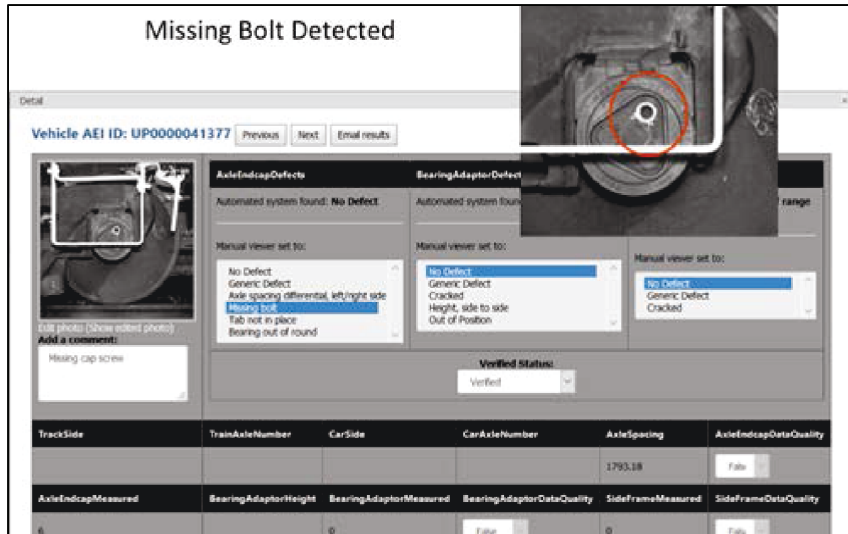 Missing Bolt Detected
Detail
Vehicle AEI ID: UP0000041377 Previous Next Email results
AxleEndcapDefects
Automated system found: No Defect
Manual viewer set to:
No Defect
Generic Defect
Axle spacing differential, left/right side
Missing bolt
Tab not in place
Bearing out of round
BearingAdaptorDefect
Automated system foun
Manual viewer set to:
No Defect
Generic Defect
Cracked
Height, side to side
Out of Position
range
Manual viewer set to:
No Defect
Generic Defect
Cracked
Edit photo (Show edited photo)
Add a comment:
Missing cap screw
Verified Status:
Verified
TrackSide TrainAxleNumber CarSide CarAxleNumber AxleSpacing AxleEndcapDataQuality
1793.18 False
AxleEndcapMeasured BearingAdaptorHeight BearingAdaptorMeasured BearingAdaptorDataQuality SideFrameMeasured SideFrameDataQuality
6 0 False 0 False